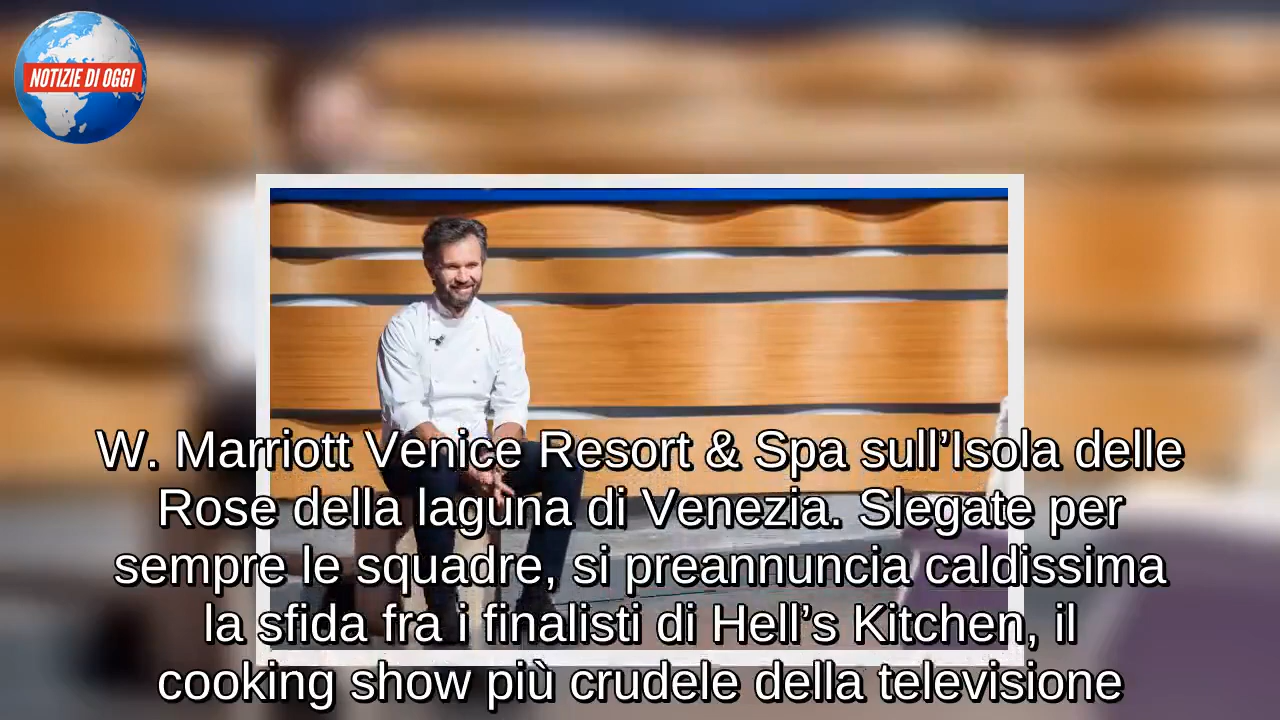 NOTIZIE DI OGGI
W. Marriott Venice Resort & Spa sull’Isola delle
Rose della laguna di Venezia. Slegate per
sempre le squadre, si preannuncia caldissima
la sfida fra i finalisti di Hell’s Kitchen, il
cooking show più crudele della televisione